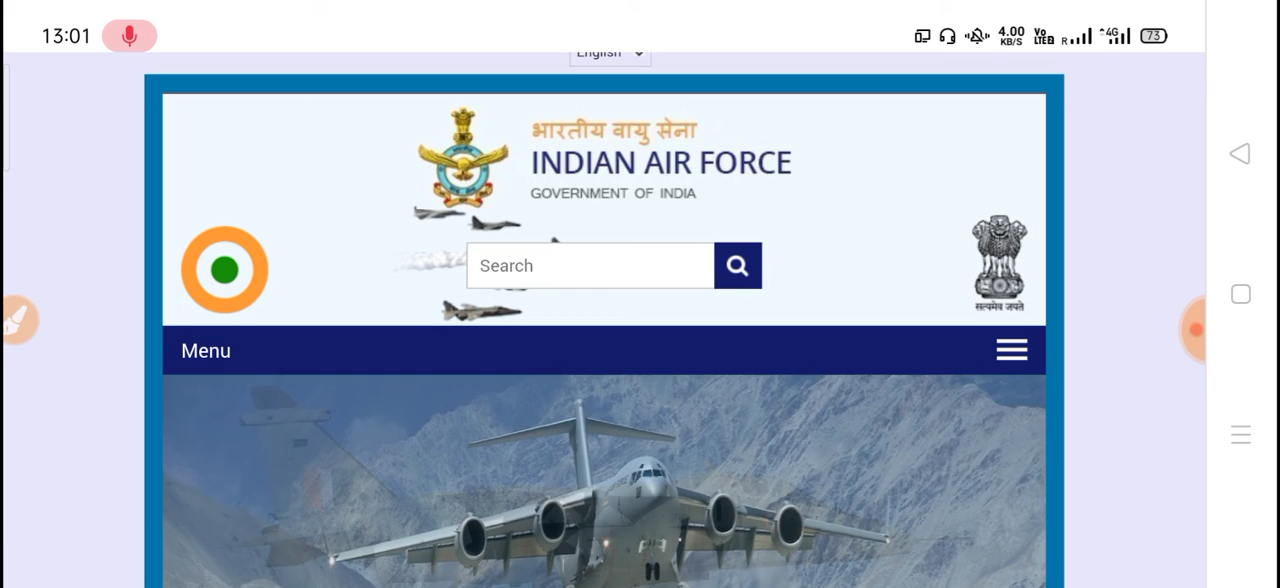 13:01
4.00
KB/S
Vo
LTE2
R
4G
73
English
भारतीय वायु सेना
INDIAN AIR FORCE
GOVERNMENT OF INDIA
Search
सत्यमेव जयते
Menu